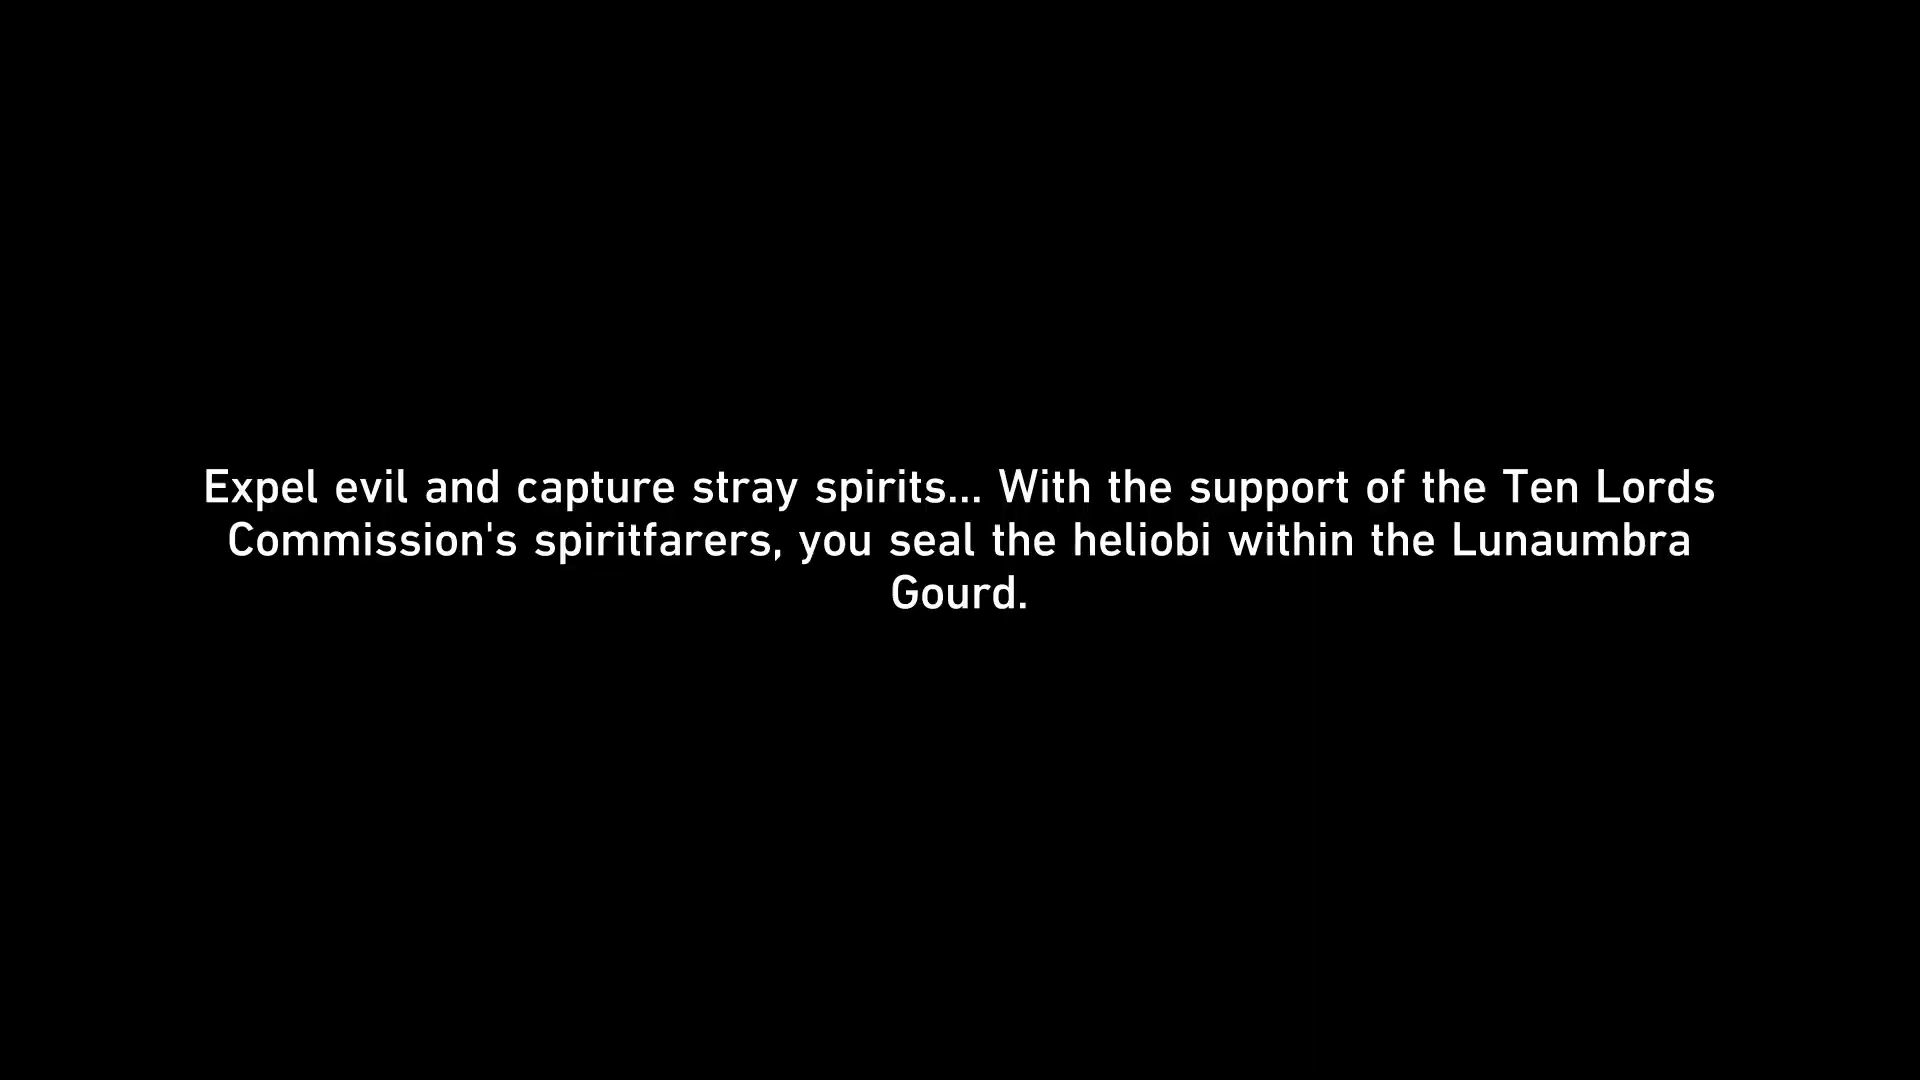 Expel evil and capture stray spirits... With the support of the Ten Lords
Commission's spiritfarers, you seal the heliobi within the Lunaumbra
Gourd.